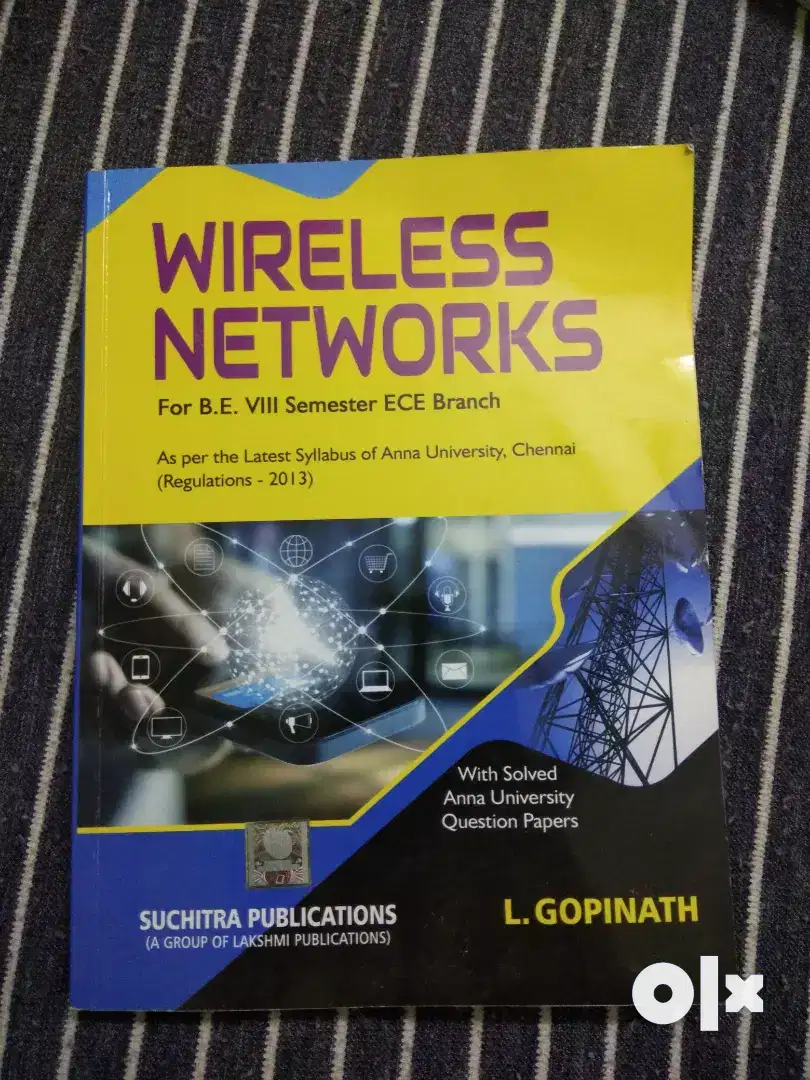 WIRELESS
NETWORKS
For B.E. VIII Semester ECE Branch
As per the Latest Syllabus of Anna University, Chennai
(Regulations - 2013)
With Solved
Anna University
Question Papers
SUCHITRA PUBLICATIONS
(A GROUP OF LAKSHMI PUBLICATIONS)
L. GOPINATH
olx